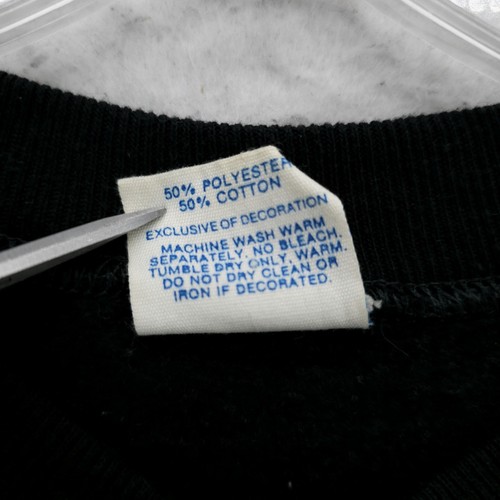 50% POLYESTER
50% COTTON
EXCLUSIVE OF DECORATION
MACHINE WASH WARM
SEPARATELY. NO BLEACH.
TUMBLE DRY ONLY, WARM.
DO NOT DRY CLEAN OR
IRON IF DECORATED.